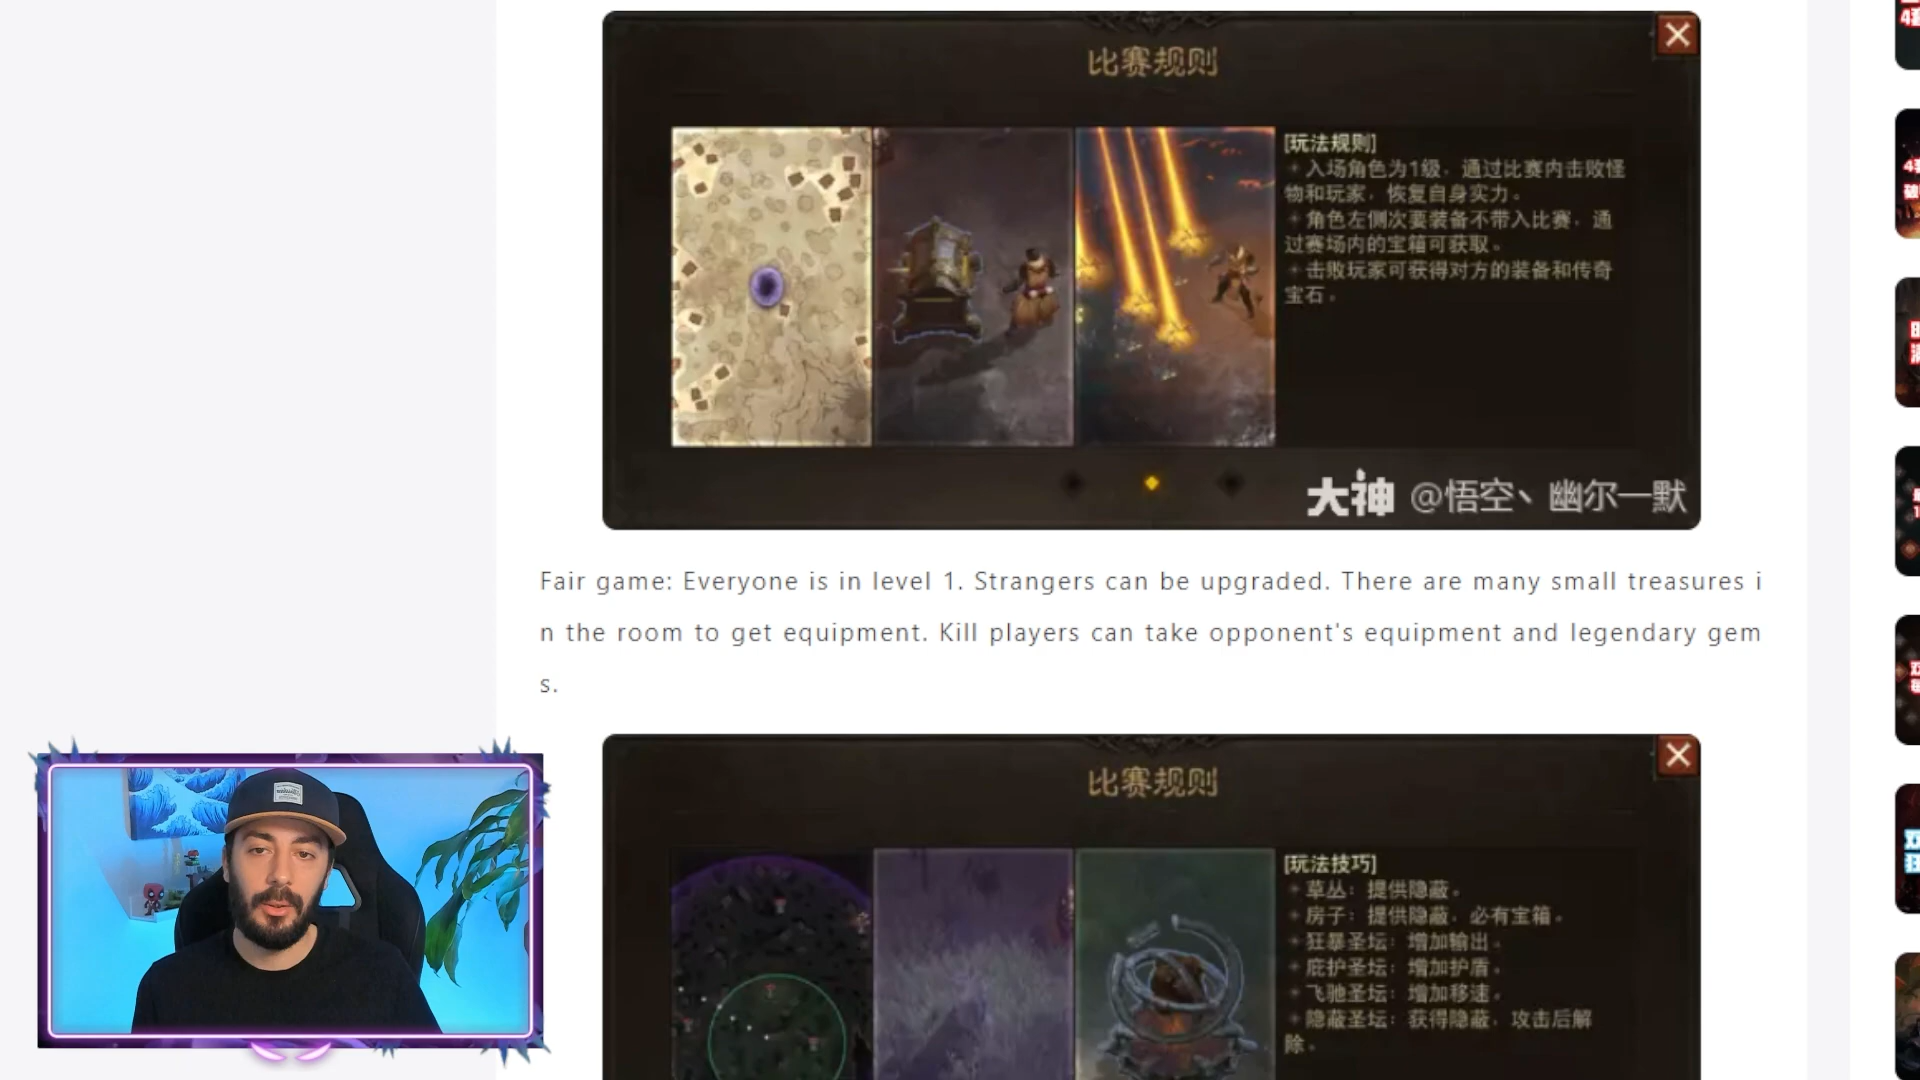 比赛规则
[玩法规则]
入场角色为1级，通过比赛内击败怪
物和玩家，恢复自身实力。
角色左侧次要装备不带入比赛，通
过赛场内的宝箱可获取。
击败玩家可获得对方的装备和传奇
宝石。
大神 @悟空丶幽尔一默
Fair game: Everyone is in level 1. Strangers can be upgraded. There are many small treasures i
n the room to get equipment. Kill players can take opponent's equipment and legendary gem
s.
比赛规则
[玩法技巧]
草丛：提供隐蔽。
房子：提供隐蔽，必有宝箱。
狂暴圣坛：增加输出。
庇护圣坛：增加护盾。
飞驰圣坛：增加移速。
隐蔽圣坛：获得隐蔽，攻击后解
除。